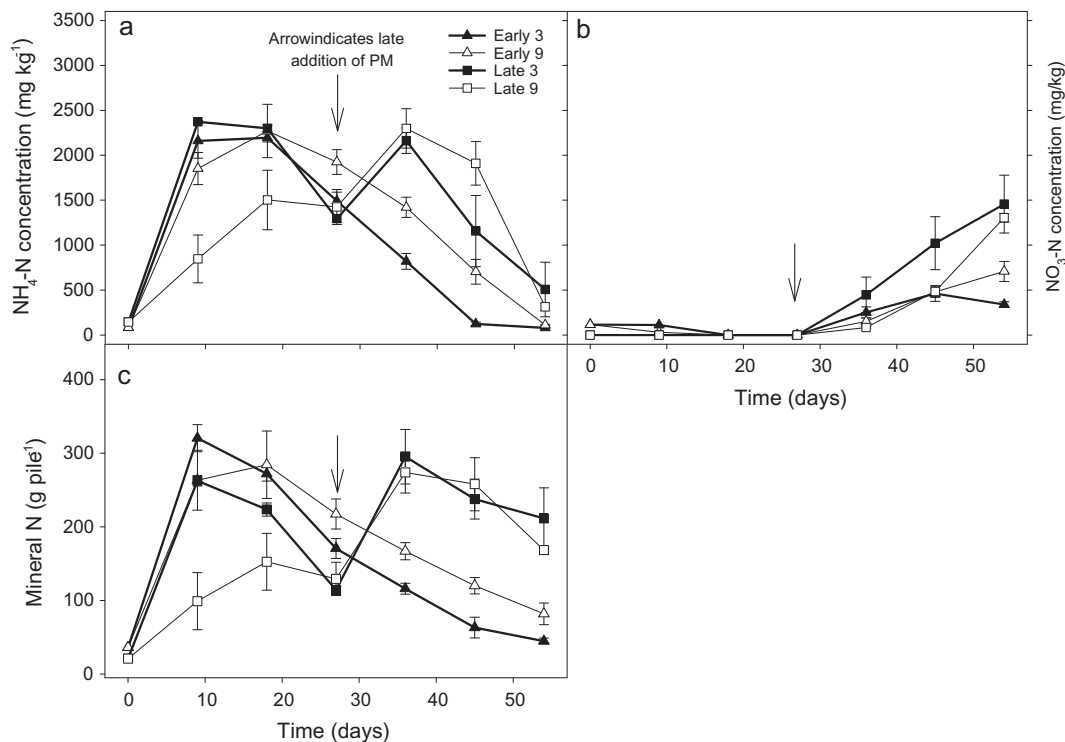 a
3500
3000
2500
2000
1500
1000
500
0
NH4-N concentration (mg kg-1)
Arrowindicates late
addition of PM
Early 3
Early 9
Late 3
Late 9
b
NO3-N concentration (mg/kg)
0 10 20 30 40 50
Time (days)
c
400
300
200
100
0
Mineral N (g pile1)
0 10 20 30 40 50
Time (days)